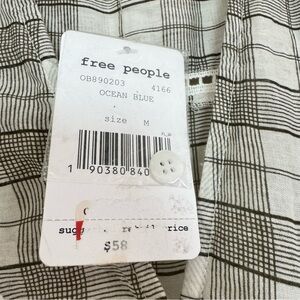 free people
OB890203 4166
OCEAN BLUE
size M
1 90380 840
$58